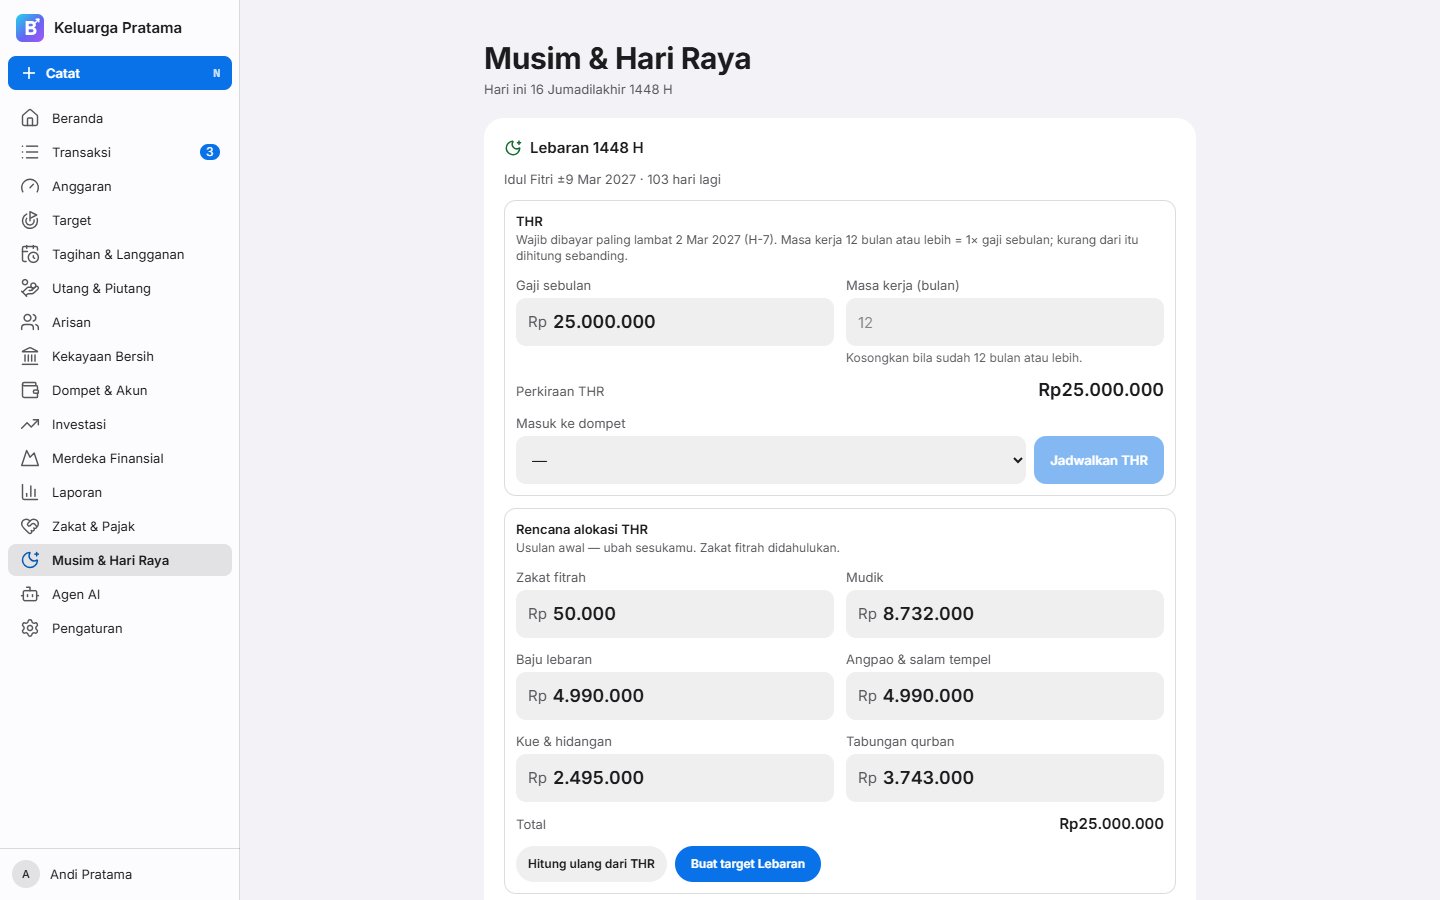 B
Keluarga Pratama
Catat
N
Beranda
Transaksi
3
Anggaran
Target
Tagihan & Langganan
Utang & Piutang
Arisan
Kekayaan Bersih
Dompet & Akun
Investasi
Merdeka Finansial
Laporan
Zakat & Pajak
Musim & Hari Raya
Agen AI
Pengaturan
A
Andi Pratama
Musim & Hari Raya
Hari ini 16 Jumadilakhir 1448 H
Lebaran 1448 H
Idul Fitri ±9 Mar 2027 · 103 hari lagi
THR
Wajib dibayar paling lambat 2 Mar 2027 (H-7). Masa kerja 12 bulan atau lebih = 1× gaji sebulan; kurang dari itu
dihitung sebanding.
Gaji sebulan
Masa kerja (bulan)
Rp 25.000.000
12
Kosongkan bila sudah 12 bulan atau lebih.
Perkiraan THR
Rp25.000.000
Masuk ke dompet
—
Jadwalkan THR
Rencana alokasi THR
Usulan awal — ubah sesukamu. Zakat fitrah didahulukan.
Zakat fitrah
Mudik
Rp 50.000
Rp 8.732.000
Baju lebaran
Angpao & salam tempel
Rp 4.990.000
Rp 4.990.000
Kue & hidangan
Tabungan qurban
Rp 2.495.000
Rp 3.743.000
Total
Rp25.000.000
Hitung ulang dari THR
Buat target Lebaran